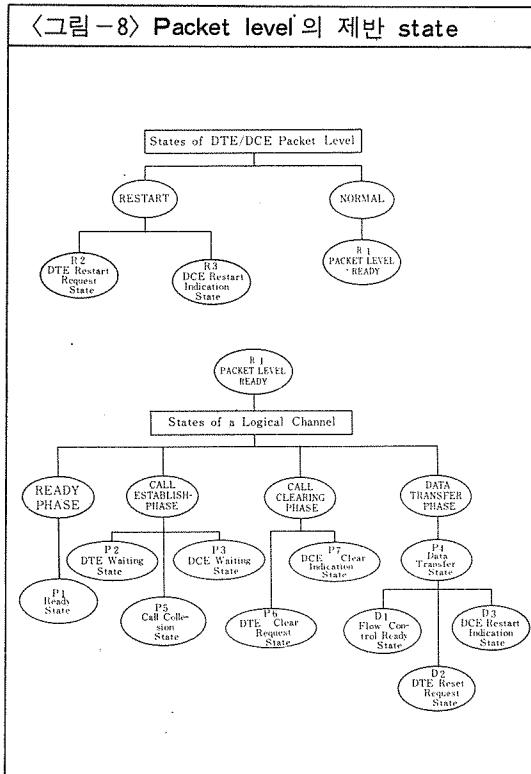 〈그림-8〉 Packet level의 제반 state
States of DTE/DCE Packet Level
RESTART
NORMAL
R2
DTE Restart
Request
State
R3
DCE Restart
Indication
State
R1
PACKET LEVEL
READY
R1
PACKET LEVEL
READY
States of a Logical Channel
READY
PHASE
CALL
ESTABLISH-
PHASE
CALL
CLEARING
PHASE
DATA
TRANSFER
PHASE
P2
DTE Waiting
State
P3
DCE Waiting
State
P7
DCE Clear
Indication
State
P4
Data
Transfer
State
P1
Ready
State
P5
Call Colle-
sion
State
P6
DTE Clear
Request
State
D1
Flow Con-
trol Ready
State
D3
DCE Restart
Indication
State
D2
DTE Reset
Request
State